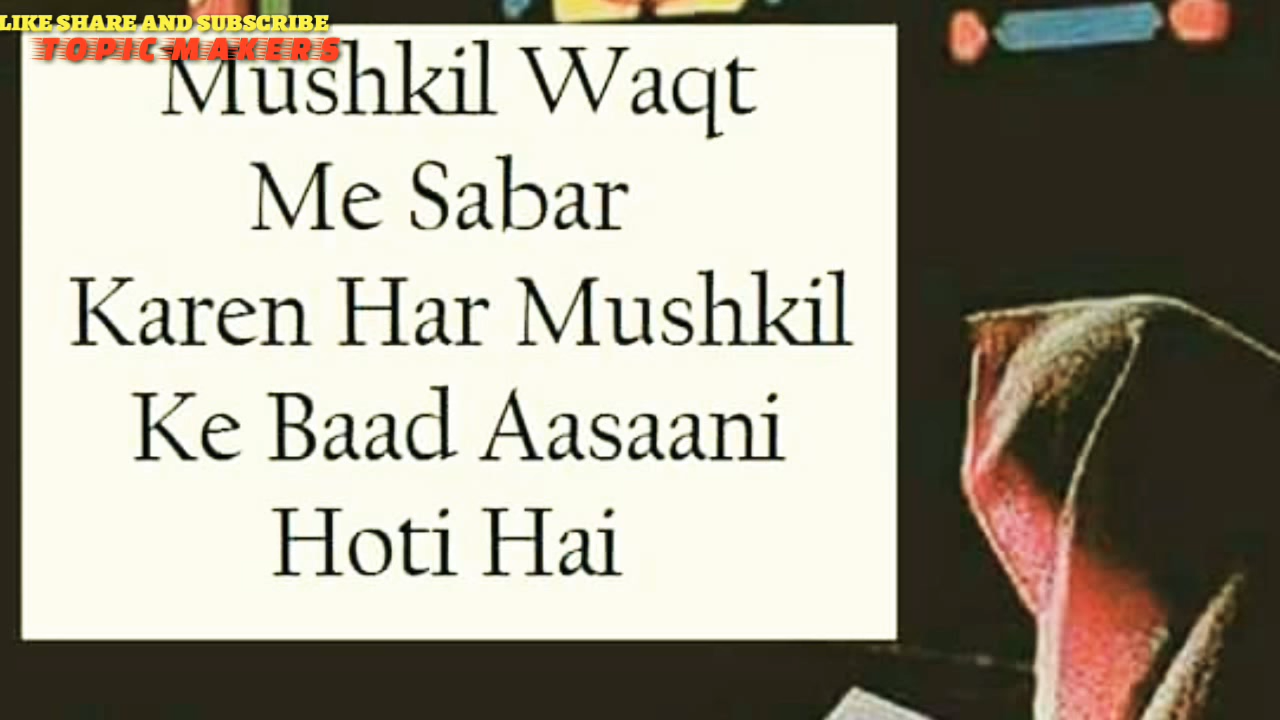 LIKE SHARE AND SUBSCRIBE
TOPIC MAKERS
Mushkil Waqt
Me Sabar
Karen Har Mushkil
Ke Baad Aasaani
Hoti Hai